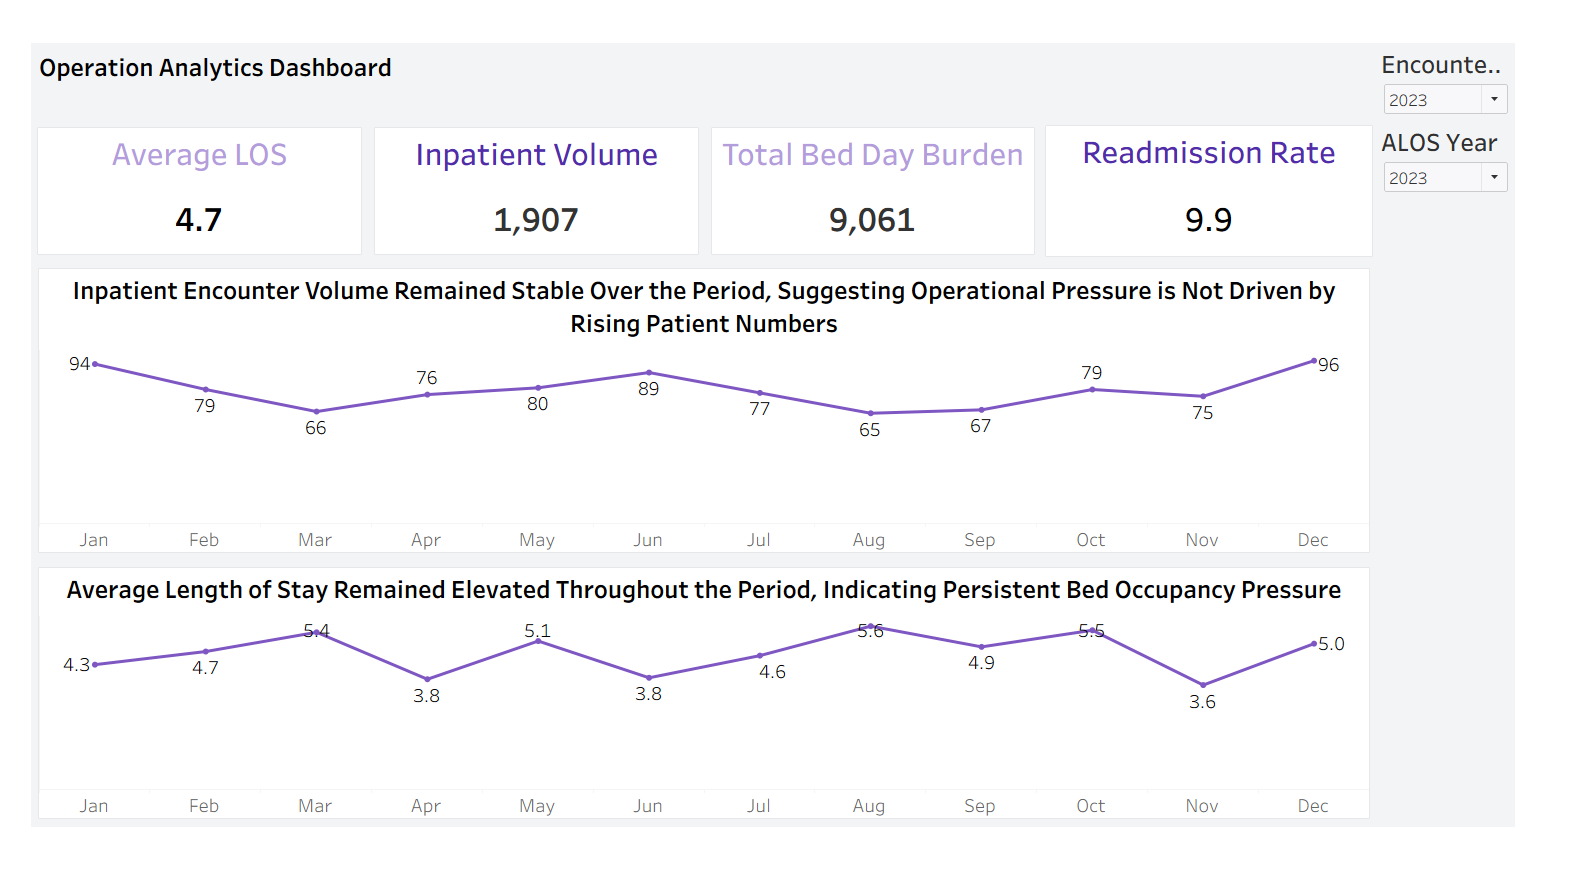 Operation Analytics Dashboard
Encounte..
2023
ALOS Year
2023
Average LOS
4.7
Inpatient Volume
1,907
Total Bed Day Burden
9,061
Readmission Rate
9.9
Inpatient Encounter Volume Remained Stable Over the Period, Suggesting Operational Pressure is Not Driven by
Rising Patient Numbers
94 79 66 76 80 89 77 65 67 79 75 96
Jan Feb Mar Apr May Jun Jul Aug Sep Oct Nov Dec
Average Length of Stay Remained Elevated Throughout the Period, Indicating Persistent Bed Occupancy Pressure
4.3 4.7 5.4 3.8 5.1 3.8 4.6 5.6 4.9 5.5 3.6 5.0
Jan Feb Mar Apr May Jun Jul Aug Sep Oct Nov Dec